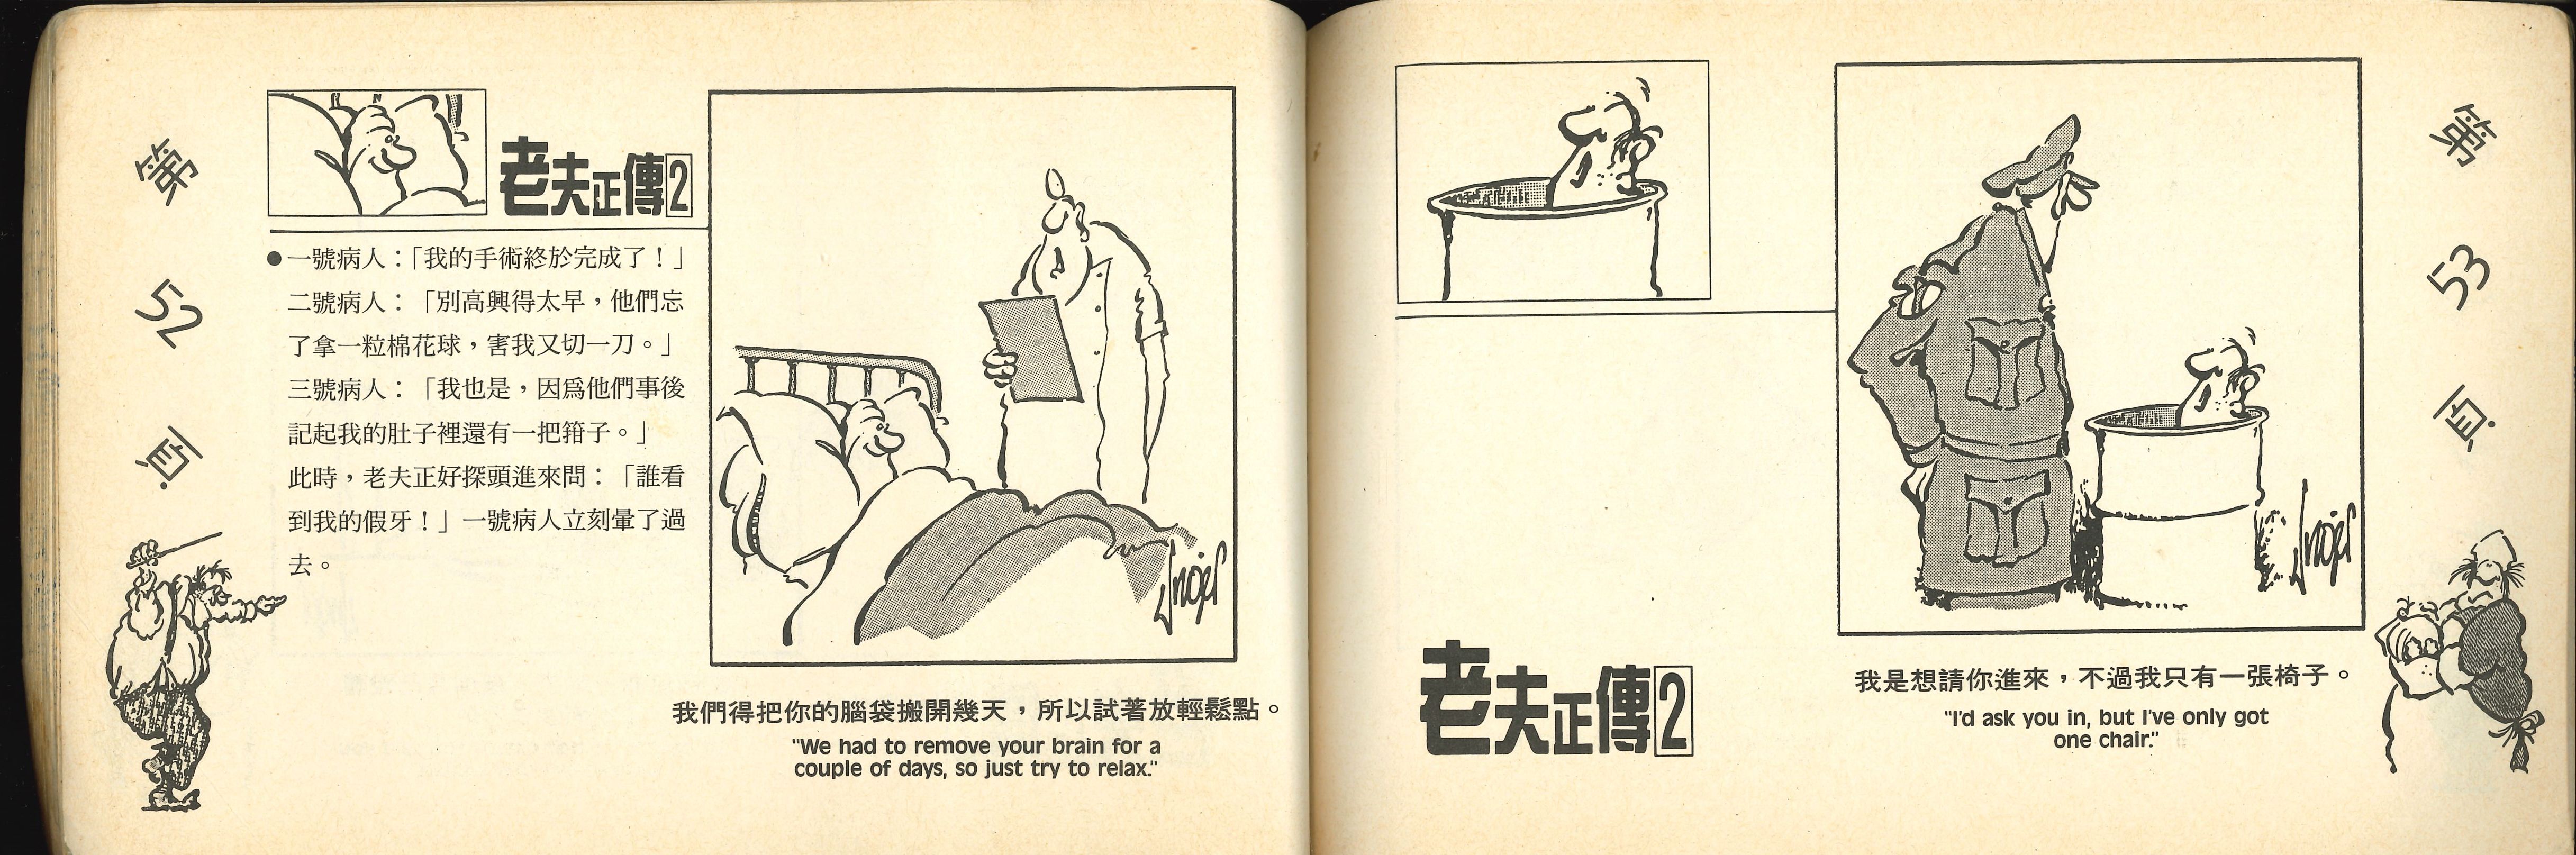 第52頁
老夫正傳2
●一號病人：「我的手術終於完成了！」
二號病人：「別高興得太早，他們忘
了拿一粒棉花球，害我又切一刀。」
三號病人：「我也是，因爲他們事後
記起我的肚子裡還有一把箝子。」
此時，老夫正好探頭進來問：「誰看
到我的假牙！」一號病人立刻暈了過
去。
我們得把你的腦袋搬開幾天，所以試著放輕鬆點。
"We had to remove your brain for a
couple of days, so just try to relax."
老夫正傳2
我是想請你進來，不過我只有一張椅子。
"I'd ask you in, but I've only got
one chair."
第53頁